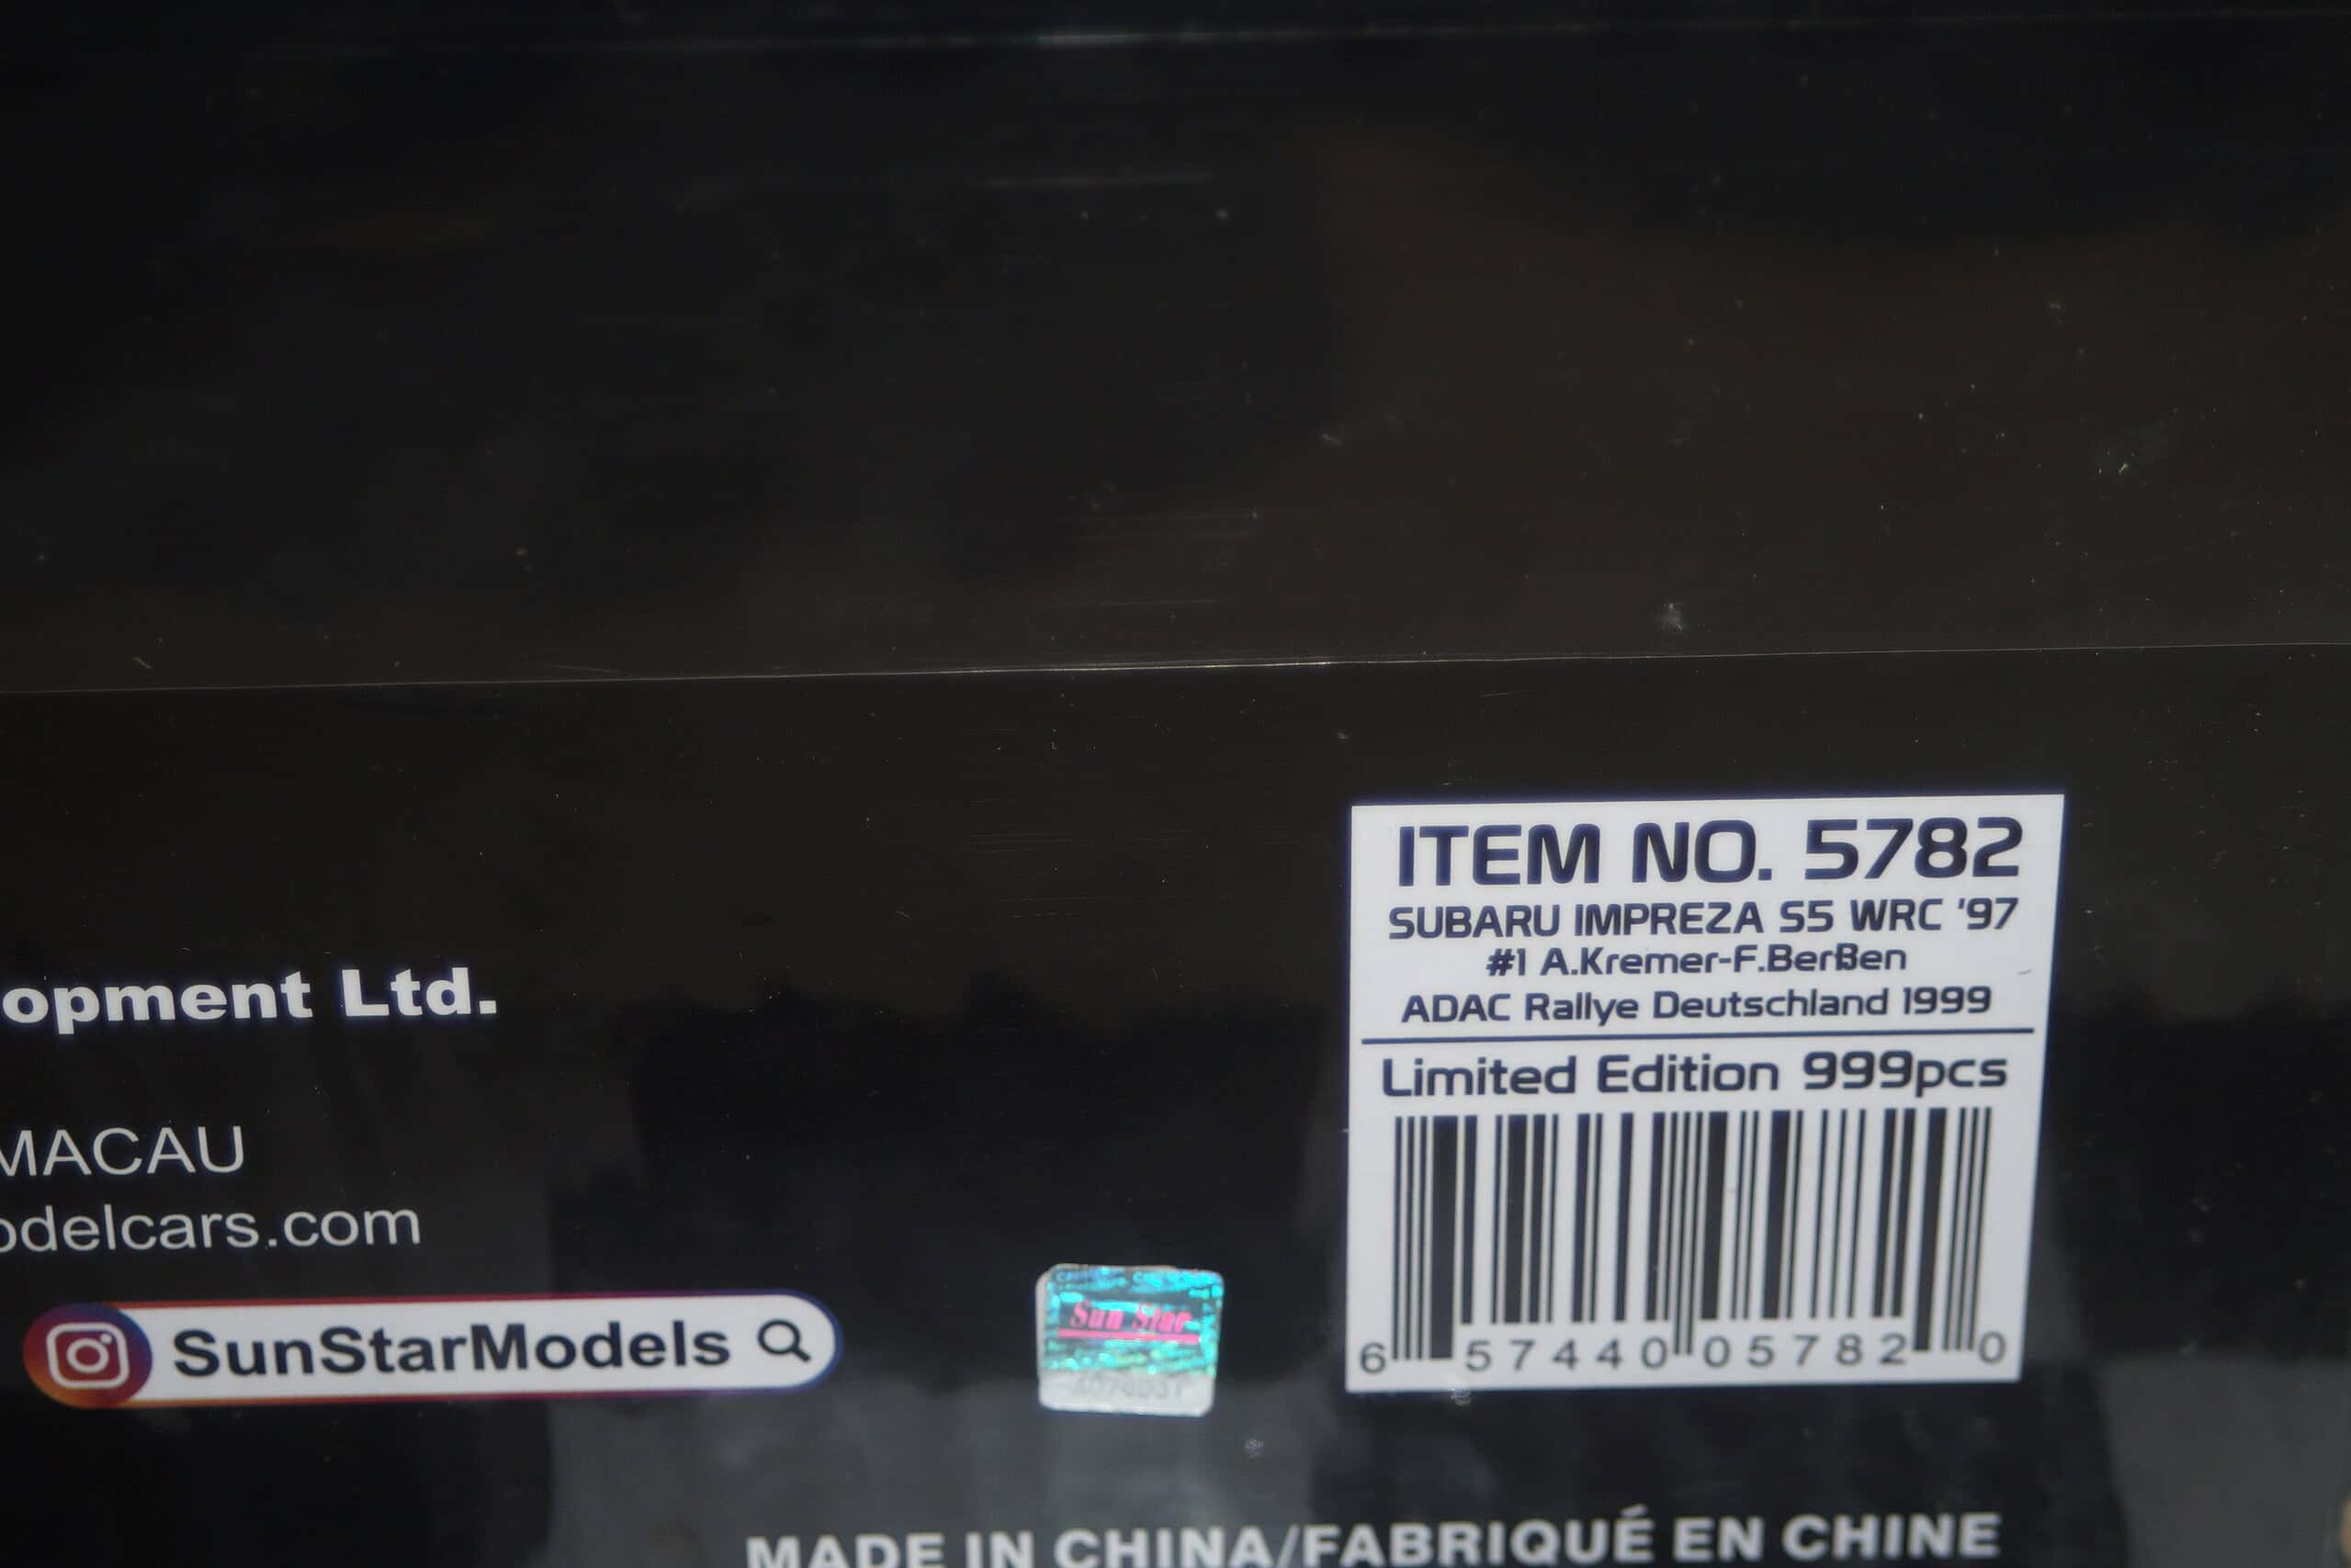 opment Ltd.
MACAU
odelcars.com
SunStarModels
Sun Star
ITEM NO. 5782
SUBARU IMPREZA S5 WRC '97
#1 A.Kremer-F.BerßBen
ADAC Rallye Deutschland 1999
Limited Edition 999pcs
6 57440 05782 0
MADE IN CHINA/FABRIQUÉ EN CHINE